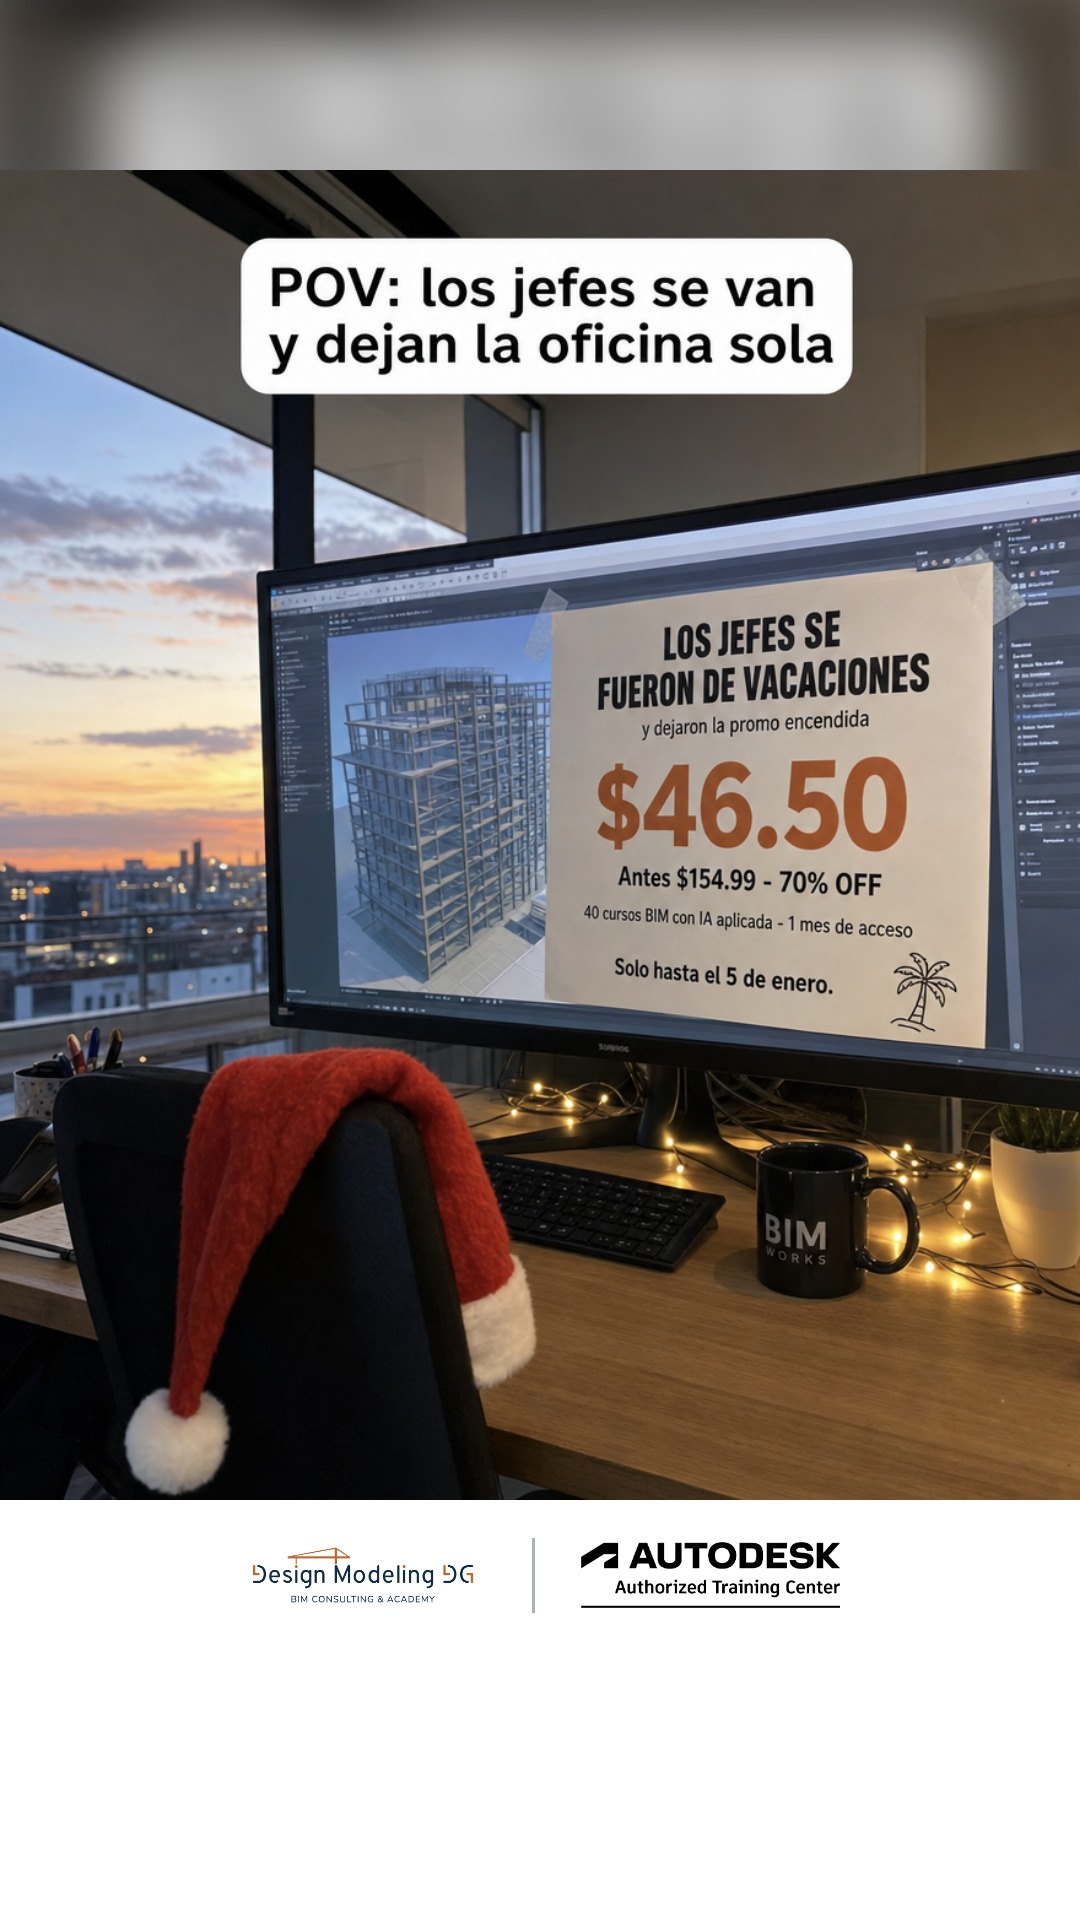 POV: los jefes se van
y dejan la oficina sola
LOS JEFES SE
FUERON DE VACACIONES
y dejaron la promo encendida
$46.50
Antes $154.99 - 70% OFF
40 cursos BIM con IA aplicada - 1 mes de acceso
Solo hasta el 5 de enero.
BIM
WORKS
Design Modeling DG
BIM CONSULTING & ACADEMY
AUTODESK
Authorized Training Center